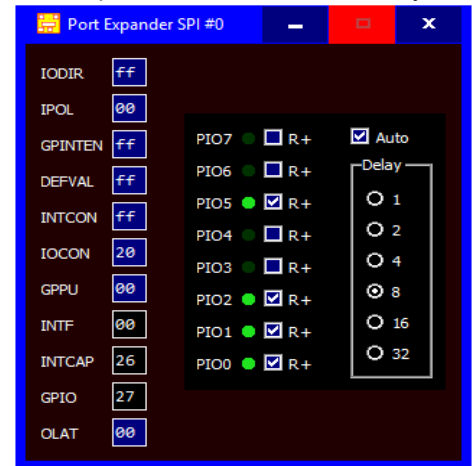 Port Expander SPI #0
IODIR ff
IPOL 00
GPINTEN ff
DEFVAL ff
INTCON ff
IOCON 20
GPPU 00
INTF 00
INTCAP 26
GPIO 27
OLAT 00
PIO7 R+
PIO6 R+
PIO5 R+
PIO4 R+
PIO3 R+
PIO2 R+
PIO1 R+
PIO0 R+
Auto
Delay
1
2
4
8
16
32